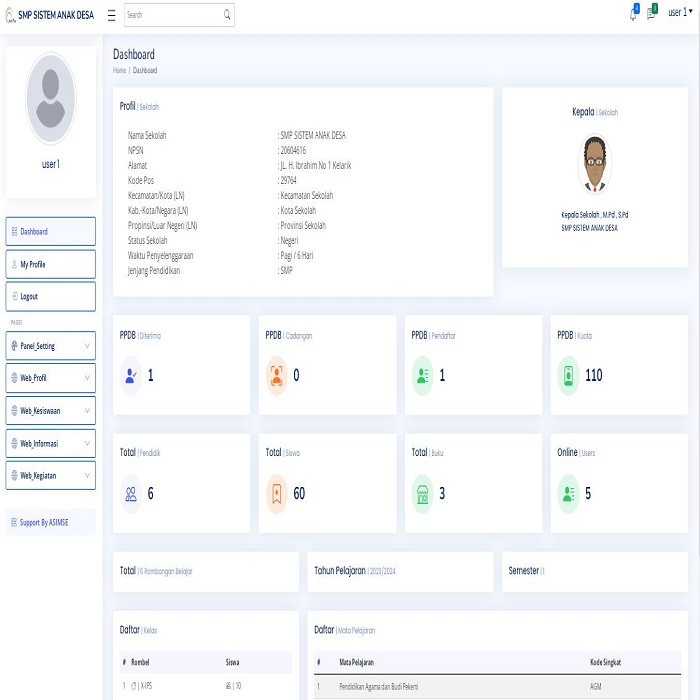 SMP SISTEM ANAK DESA
Search
user 1
user1
Dashboard
My Profile
Logout
PAGES
Panel_Setting
Web_Profil
Web_Kesiswaan
Web_Informasi
Web_Kegiatan
Support By ASIMSE
Dashboard
Home / Dashboard
Profil | Sekolah
Nama Sekolah : SMP SISTEM ANAK DESA
NPSN : 20604616
Alamat : JL. H. Ibrahim No 1 Kelarik
Kode Pos : 29764
Kecamatan/Kota (LN) : Kecamatan Sekolah
Kab.-Kota/Negara (LN) : Kota Sekolah
Propinsi/Luar Negeri (LN) : Provinsi Sekolah
Status Sekolah : Negeri
Waktu Penyelenggaraan : Pagi / 6 Hari
Jenjang Pendidikan : SMP
Kepala | Sekolah
Kepala Sekolah , M.Pd , S.Pd
SMP SISTEM ANAK DESA
PPDB | Diterima
1
PPDB | Cadangan
0
PPDB | Pendaftar
1
PPDB | Kuota
110
Total | Pendidik
6
Total | Siswa
60
Total | Buku
3
Online | Users
5
Total | 6 Rombongan Belajar
Tahun Pelajaran | 2023/2024
Semester | 1
Daftar | Kelas
# Rombel Siswa
1 | X-IPS | 10
Daftar | Mata Pelajaran
# Mata Pelajaran Kode Singkat
1 Pendidikan Agama dan Budi Pekerti AGM